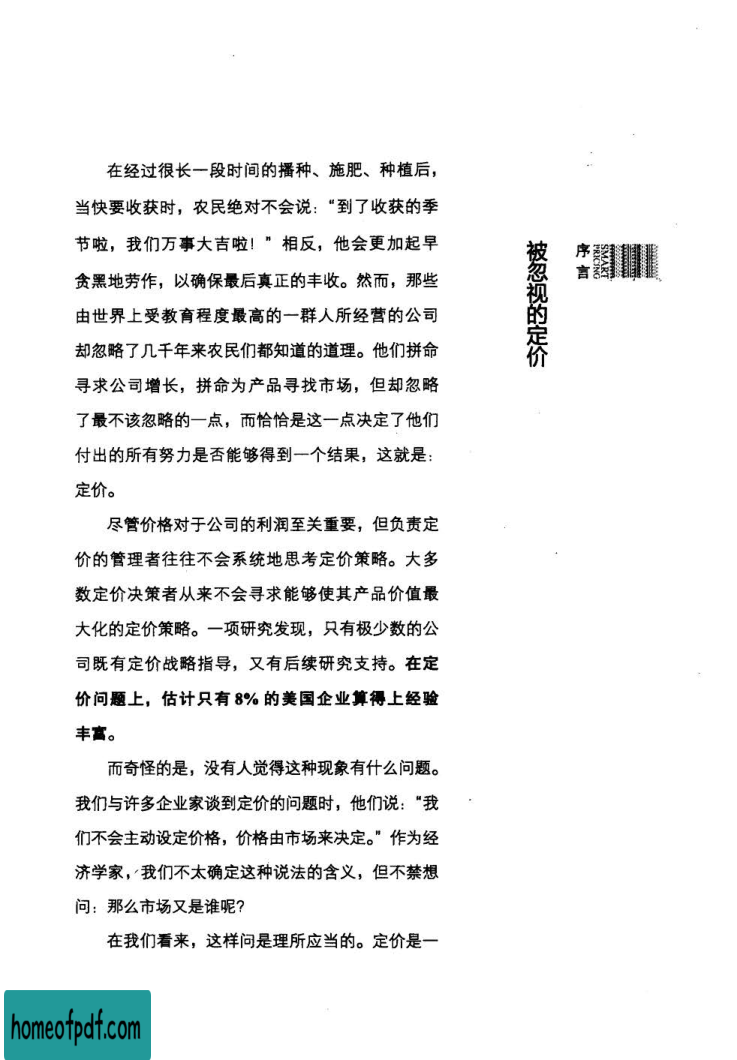 序言
SMART
PRICING
被忽视的定价
在经过很长一段时间的播种、施肥、种植后，
当快要收获时，农民绝对不会说：“到了收获的季
节啦，我们万事大吉啦！”相反，他会更加起早
贪黑地劳作，以确保最后真正的丰收。然而，那些
由世界上受教育程度最高的一群人所经营的公司
却忽略了几千年来农民们都知道的道理。他们拼命
寻求公司增长，拼命为产品寻找市场，但却忽略
了最不该忽略的一点，而恰恰是这一点决定了他们
付出的所有努力是否能够得到一个结果，这就是：
定价。
尽管价格对于公司的利润至关重要，但负责定
价的管理者往往不会系统地思考定价策略。大多
数定价决策者从来不会寻求能够使其产品价值最
大化的定价策略。一项研究发现，只有极少数的公
司既有定价战略指导，又有后续研究支持。在定
价问题上，估计只有 8% 的美国企业算得上经验
丰富。
而奇怪的是，没有人觉得这种现象有什么问题。
我们与许多企业家谈到定价的问题时，他们说：“我
们不会主动设定价格，价格由市场来决定。”作为经
济学家，我们不太确定这种说法的含义，但不禁想
问：那么市场又是谁呢？
在我们看来，这样问是理所应当的。定价是一
homeofpdf.com